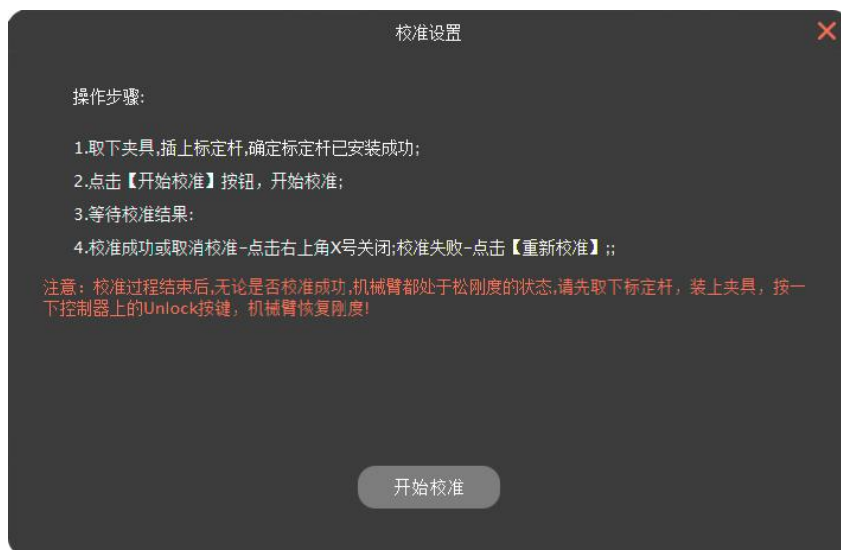 校准设置
操作步骤:
1.取下夹具,插上标定杆,确定标定杆已安装成功;
2.点击【开始校准】按钮，开始校准;
3.等待校准结果:
4.校准成功或取消校准-点击右上角X号关闭;校准失败-点击【重新校准】;;
注意：校准过程结束后,无论是否校准成功,机械臂都处于松刚度的状态,请先取下标定杆，装上夹具，按一
下控制器上的Unlock按键，机械臂恢复刚度!
开始校准